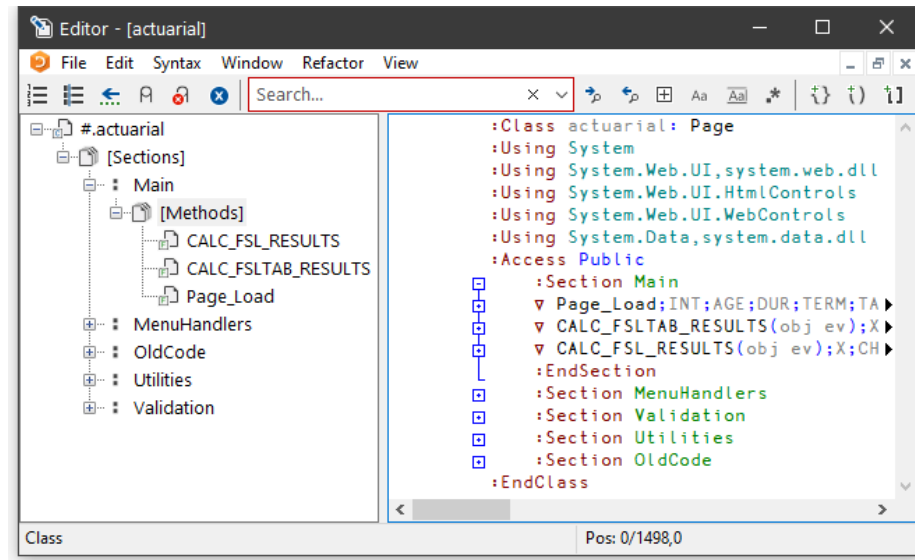 Editor - [actuarial]
File Edit Syntax Window Refactor View
Search...
Aa Aa .* {} () []
#.actuarial
[Sections]
Main
[Methods]
CALC_FSL_RESULTS
CALC_FSLTAB_RESULTS
Page_Load
MenuHandlers
OldCode
Utilities
Validation
:Class actuarial: Page
:Using System
:Using System.Web.UI,system.web.dll
:Using System.Web.UI.HtmlControls
:Using System.Web.UI.WebControls
:Using System.Data,system.data.dll
:Access Public
:Section Main
∇ Page_Load;INT;AGE;DUR;TERM;TA
∇ CALC_FSLTAB_RESULTS(obj ev);X
∇ CALC_FSL_RESULTS(obj ev);X;CH
:EndSection
:Section MenuHandlers
:Section Validation
:Section Utilities
:Section OldCode
:EndClass
Class Pos: 0/1498,0